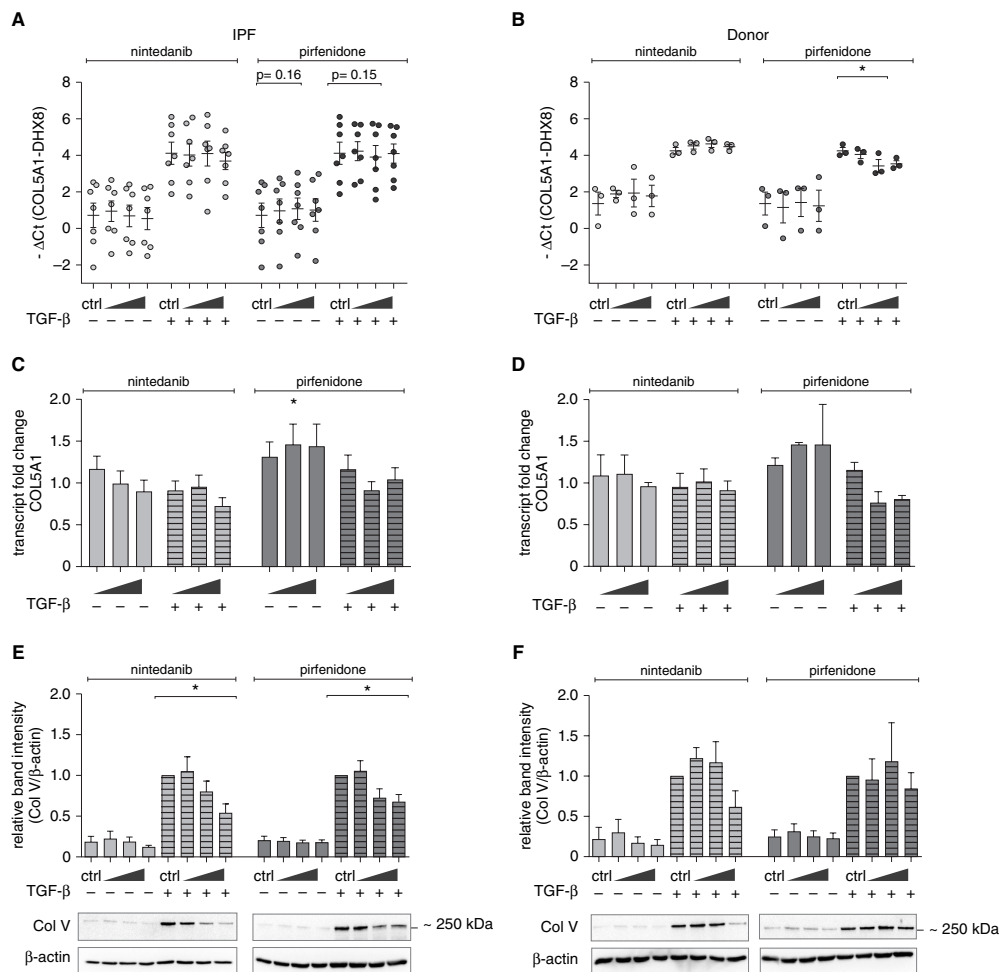 A
IPF
nintedanib pirfenidone
p= 0.16 p= 0.15
- ΔCt (COL5A1-DHX8)
8
6
4
2
0
–2
ctrl ctrl ctrl ctrl
TGF-β – – – – + + + + – – – – + + + +
B
Donor
nintedanib pirfenidone
*
- ΔCt (COL5A1-DHX8)
8
6
4
2
0
–2
ctrl ctrl ctrl ctrl
TGF-β – – – – + + + + – – – – + + + +
C
nintedanib pirfenidone
*
transcript fold change
COL5A1
2.0
1.5
1.0
0.5
0
TGF-β – – – + + + – – – + + +
D
nintedanib pirfenidone
transcript fold change
COL5A1
2.0
1.5
1.0
0.5
0
TGF-β – – – + + + – – – + + +
E
nintedanib pirfenidone
* *
relative band intensity
(Col V/β-actin)
2.0
1.0
0.5
0
ctrl ctrl ctrl ctrl
TGF-β – – – – + + + + – – – – + + + +
Col V ~ 250 kDa
β-actin
F
nintedanib pirfenidone
relative band intensity
(Col V/β-actin)
2.0
1.5
1.0
0.5
0
ctrl ctrl ctrl ctrl
TGF-β – – – – + + + + – – – – + + + +
Col V ~ 250 kDa
β-actin